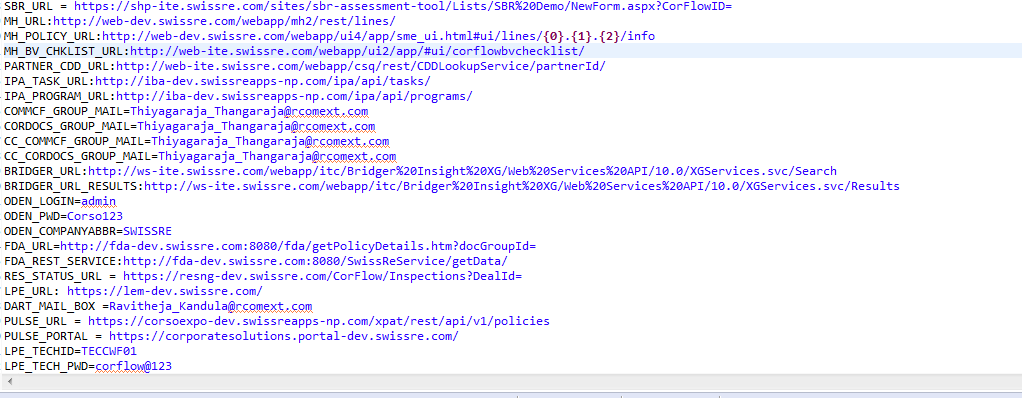 SBR_URL = https://shp-ite.swissre.com/sites/sbr-assessment-tool/Lists/SBR%20Demo/NewForm.aspx?CorFlowID=
MH_URL:http://web-dev.swissre.com/webapp/mh2/rest/lines/
MH_POLICY_URL:http://web-dev.swissre.com/webapp/ui4/app/sme_ui.html#ui/lines/{0}.{1}.{2}/info
MH_BV_CHKLIST_URL:http://web-ite.swissre.com/webapp/ui2/app/#ui/corflowbvchecklist/
PARTNER_CDD_URL:http://web-ite.swissre.com/webapp/csq/rest/CDDLookupService/partnerId/
IPA_TASK_URL:http://iba-dev.swissreapps-np.com/ipa/api/tasks/
IPA_PROGRAM_URL:http://iba-dev.swissreapps-np.com/ipa/api/programs/
COMMCF_GROUP_MAIL=Thiyagaraja_Thangaraja@rcomext.com
CORDOCS_GROUP_MAIL=Thiyagaraja_Thangaraja@rcomext.com
CC_COMMCF_GROUP_MAIL=Thiyagaraja_Thangaraja@rcomext.com
CC_CORDOCS_GROUP_MAIL=Thiyagaraja_Thangaraja@rcomext.com
BRIDGER_URL:http://ws-ite.swissre.com/webapp/itc/Bridger%20Insight%20XG/Web%20Services%20API/10.0/XGServices.svc/Search
BRIDGER_URL_RESULTS:http://ws-ite.swissre.com/webapp/itc/Bridger%20Insight%20XG/Web%20Services%20API/10.0/XGServices.svc/Results
ODEN_LOGIN=admin
ODEN_PWD=Corso123
ODEN_COMPANYABBR=SWISSRE
FDA_URL=http://fda-dev.swissre.com:8080/fda/getPolicyDetails.htm?docGroupId=
FDA_REST_SERVICE:http://fda-dev.swissre.com:8080/SwissReService/getData/
RES_STATUS_URL = https://resng-dev.swissre.com/CorFlow/Inspections?DealId=
LPE_URL: https://lem-dev.swissre.com/
DART_MAIL_BOX =Ravitheja_Kandula@rcomext.com
PULSE_URL = https://corsoexpo-dev.swissreapps-np.com/xpat/rest/api/v1/policies
PULSE_PORTAL = https://corporatesolutions.portal-dev.swissre.com/
LPE_TECHID=TECCWF01
LPE_TECH_PWD=corflow@123